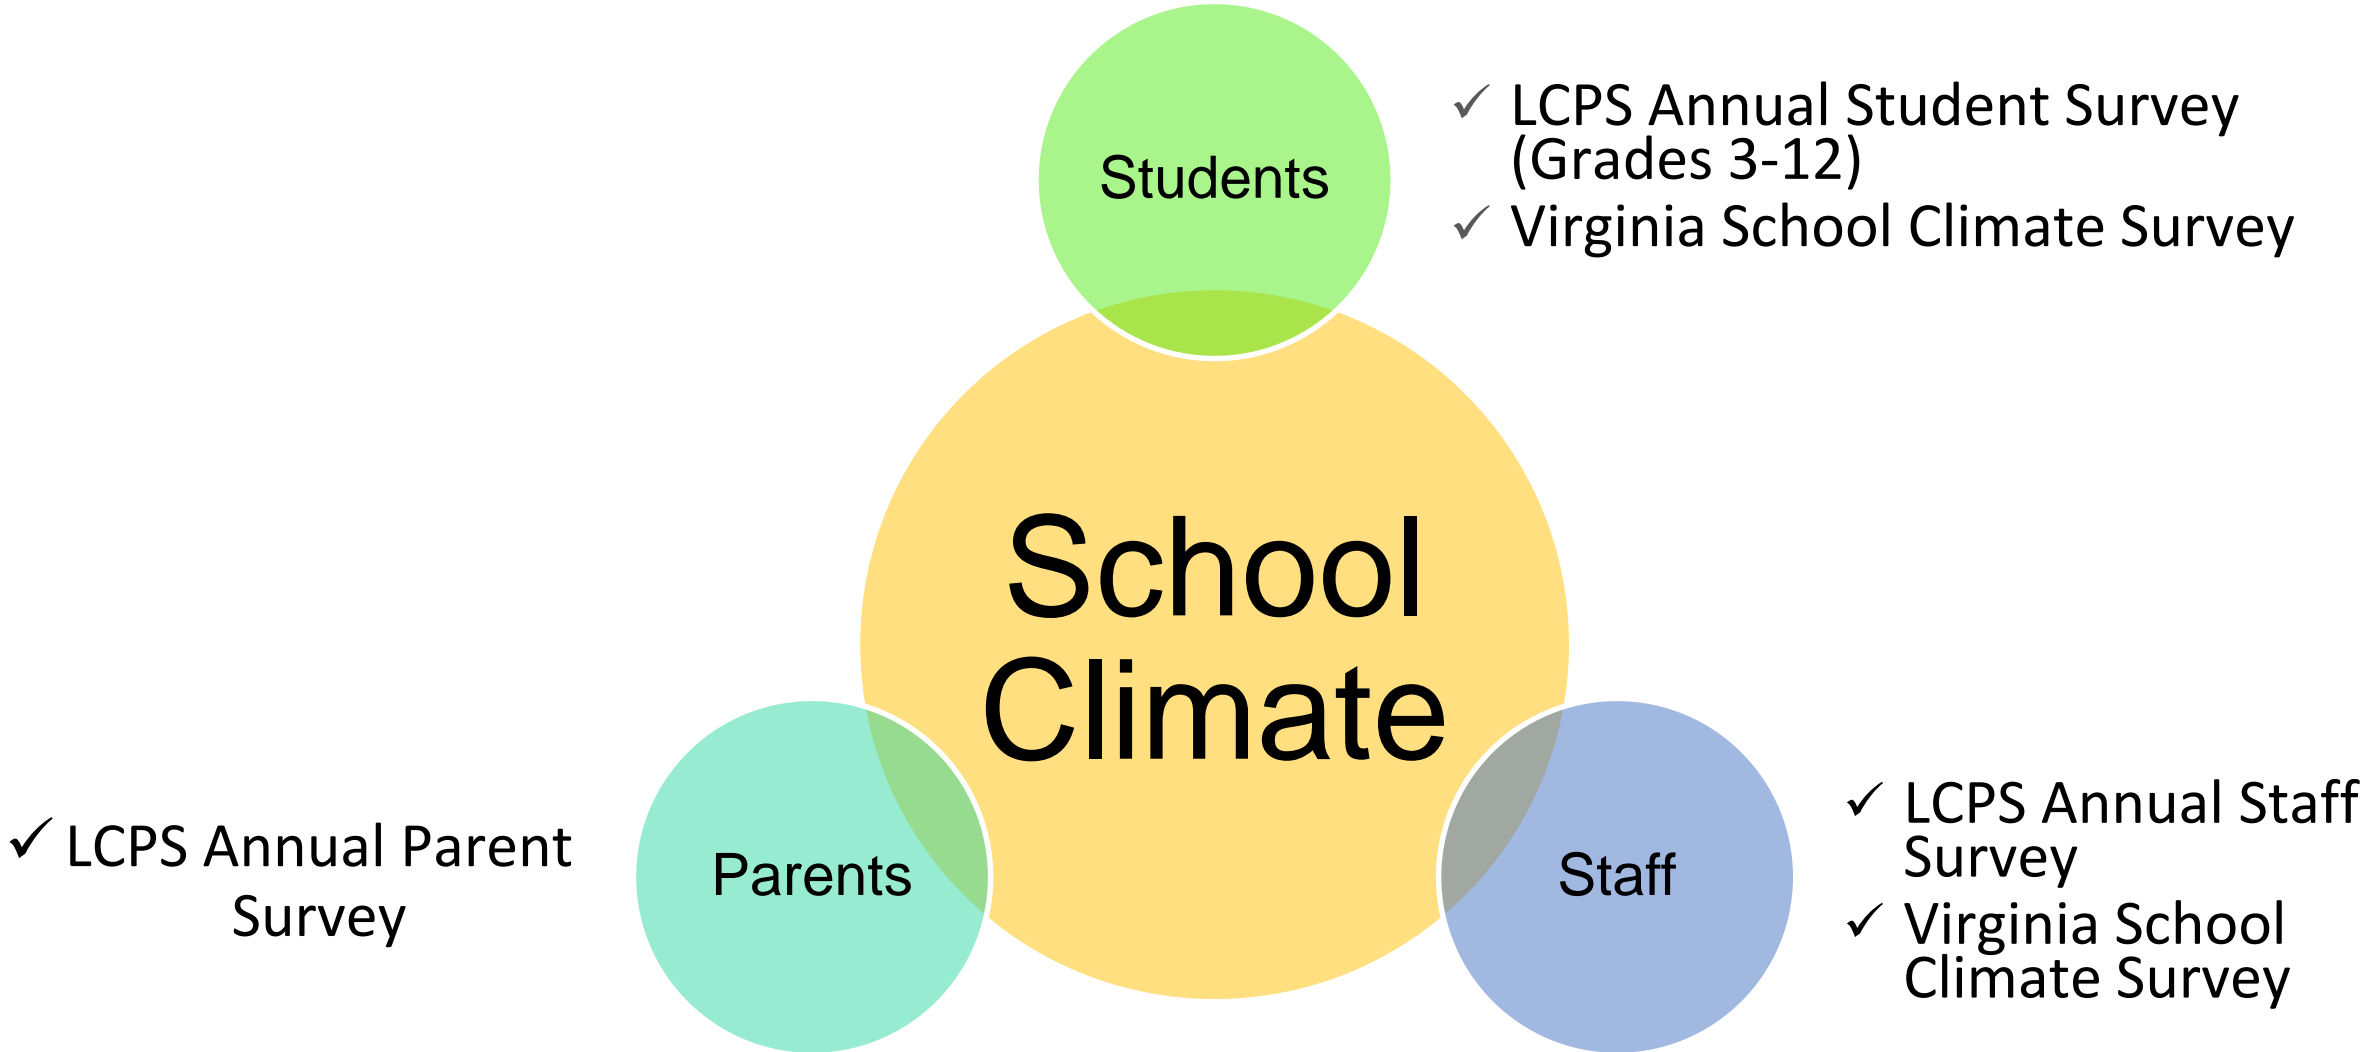 Students
✓ LCPS Annual Student Survey
(Grades 3-12)
✓ Virginia School Climate Survey
School
Climate
✓ LCPS Annual Parent
Survey
Parents
Staff
✓ LCPS Annual Staff
Survey
✓ Virginia School
Climate Survey